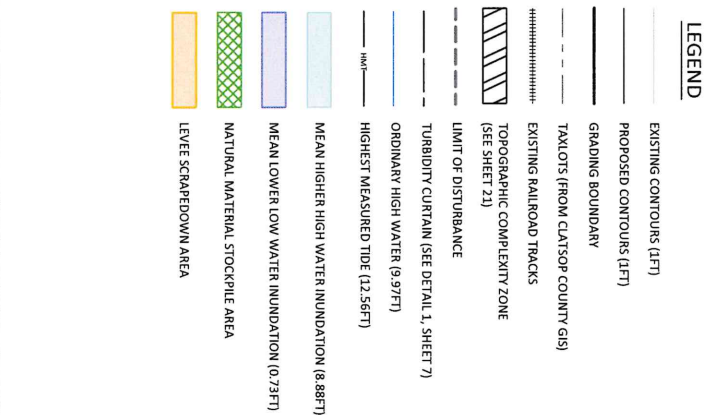 LEGEND
EXISTING CONTOURS (1FT)
PROPOSED CONTOURS (1FT)
GRADING BOUNDARY
TAXLOTS (FROM CLATSOP COUNTY GIS)
EXISTING RAILROAD TRACKS
TOPOGRAPHIC COMPLEXITY ZONE
(SEE SHEET 21)
LIMIT OF DISTURBANCE
TURBIDITY CURTAIN (SEE DETAIL 1, SHEET 7)
ORDINARY HIGH WATER (9.97FT)
HMT
HIGHEST MEASURED TIDE (12.56FT)
MEAN HIGHER HIGH WATER INUNDATION (8.88FT)
MEAN LOWER LOW WATER INUNDATION (0.73FT)
NATURAL MATERIAL STOCKPILE AREA
LEVEE SCRAPEDOWN AREA